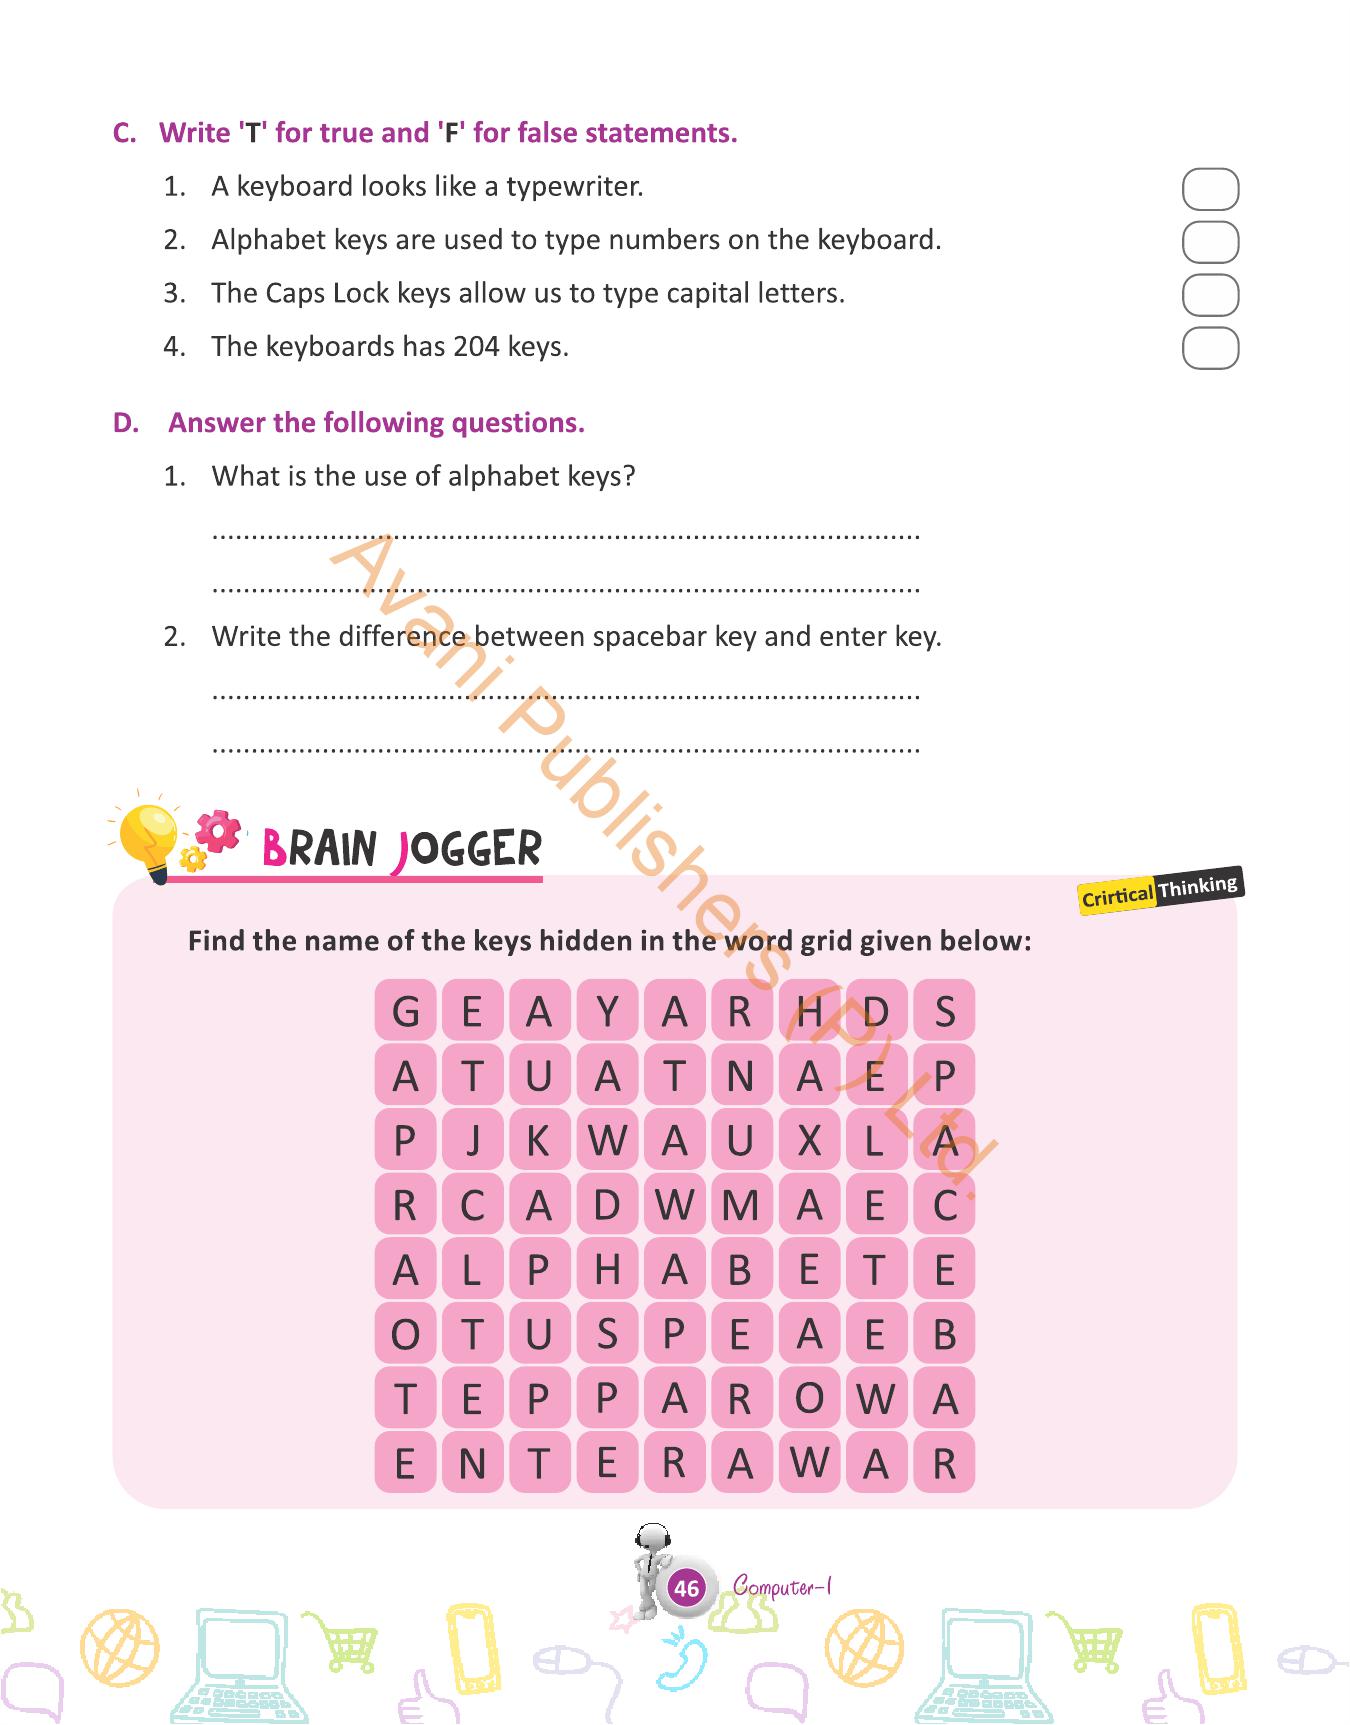 C. Write 'T' for true and 'F' for false statements.
1. A keyboard looks like a typewriter.
2. Alphabet keys are used to type numbers on the keyboard.
3. The Caps Lock keys allow us to type capital letters.
4. The keyboards has 204 keys.
D. Answer the following questions.
1. What is the use of alphabet keys?
..........................................................................................
..........................................................................................
2. Write the difference between spacebar key and enter key.
..........................................................................................
..........................................................................................
Avani Publishers (P) Ltd.
BRAIN JOGGER
Crirtical Thinking
Find the name of the keys hidden in the word grid given below:
G E A Y A R H D S
A T U A T N A E P
P J K W A U X L A
R C A D W M A E C
A L P H A B E T E
O T U S P E A E B
T E P P A R O W A
E N T E R A W A R
46 Computer-1